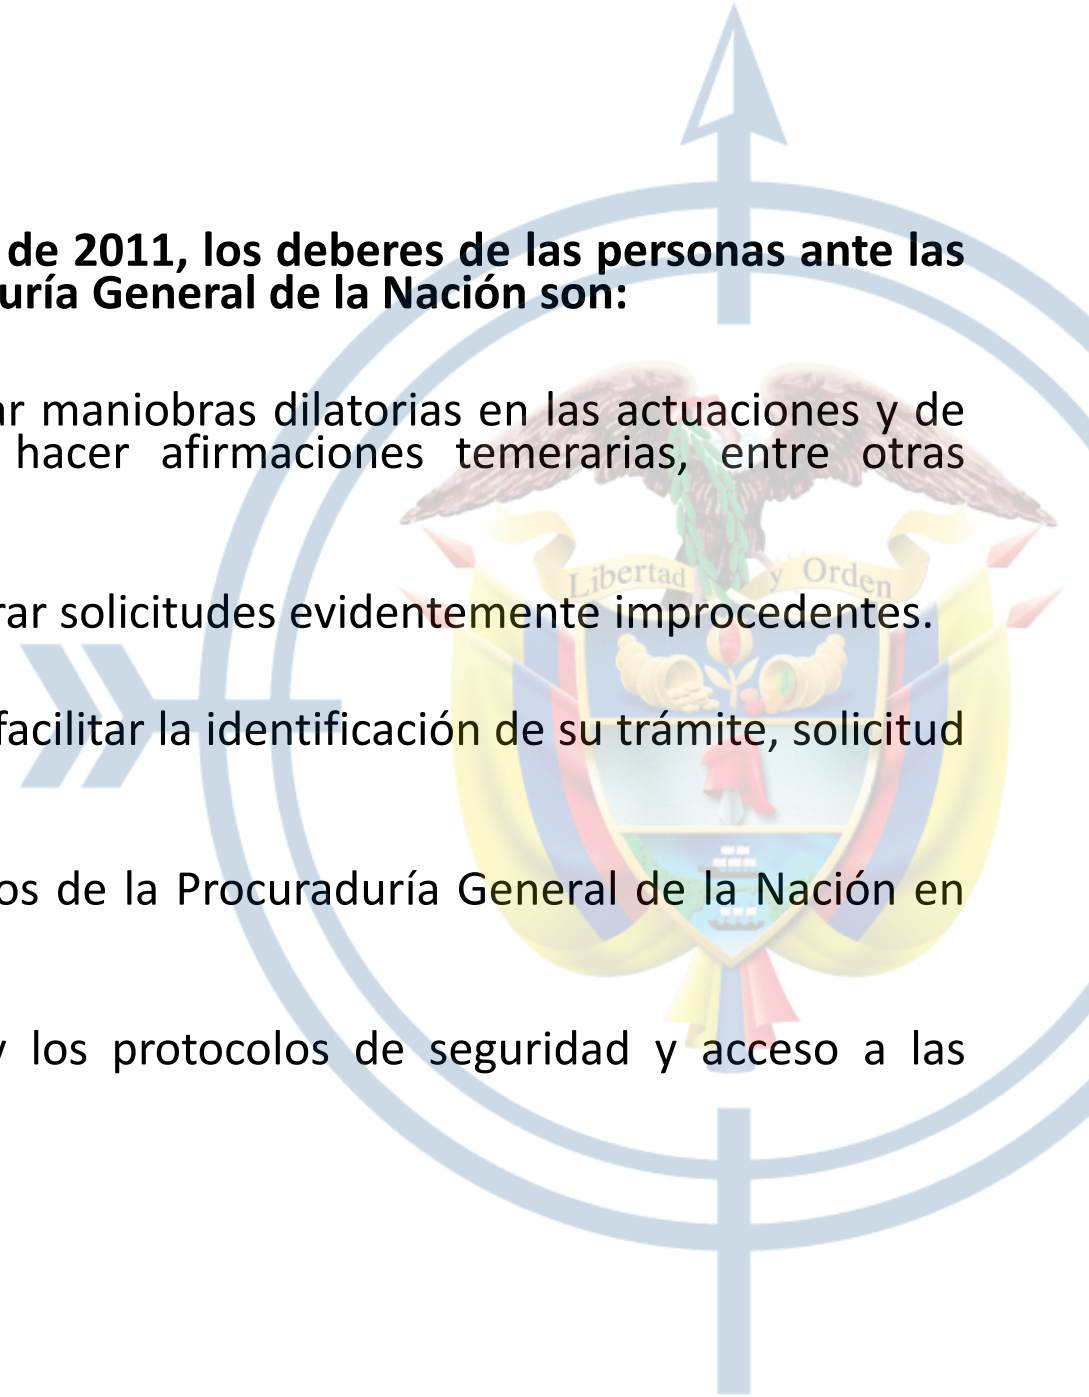 de 2011, los deberes de las personas ante las
uría General de la Nación son:
ar maniobras dilatorias en las actuaciones y de
hacer afirmaciones temerarias, entre otras
Libertad y Orden
rar solicitudes evidentemente improcedentes.
facilitar la identificación de su trámite, solicitud
os de la Procuraduría General de la Nación en
y los protocolos de seguridad y acceso a las